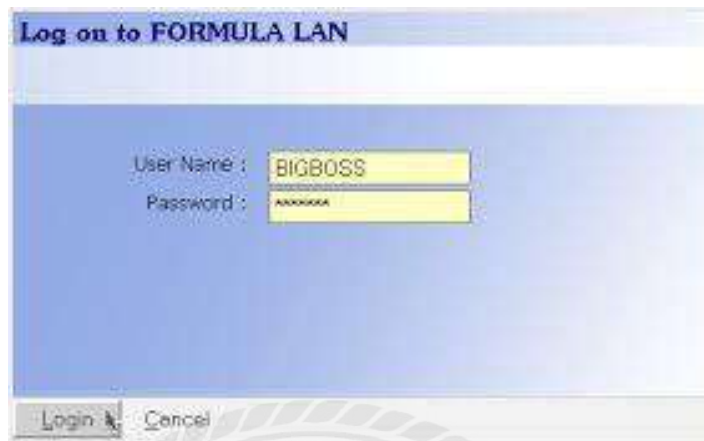 Log on to FORMULA LAN
User Name :
BIGBOSS
Password :
*******
Login
Cancel